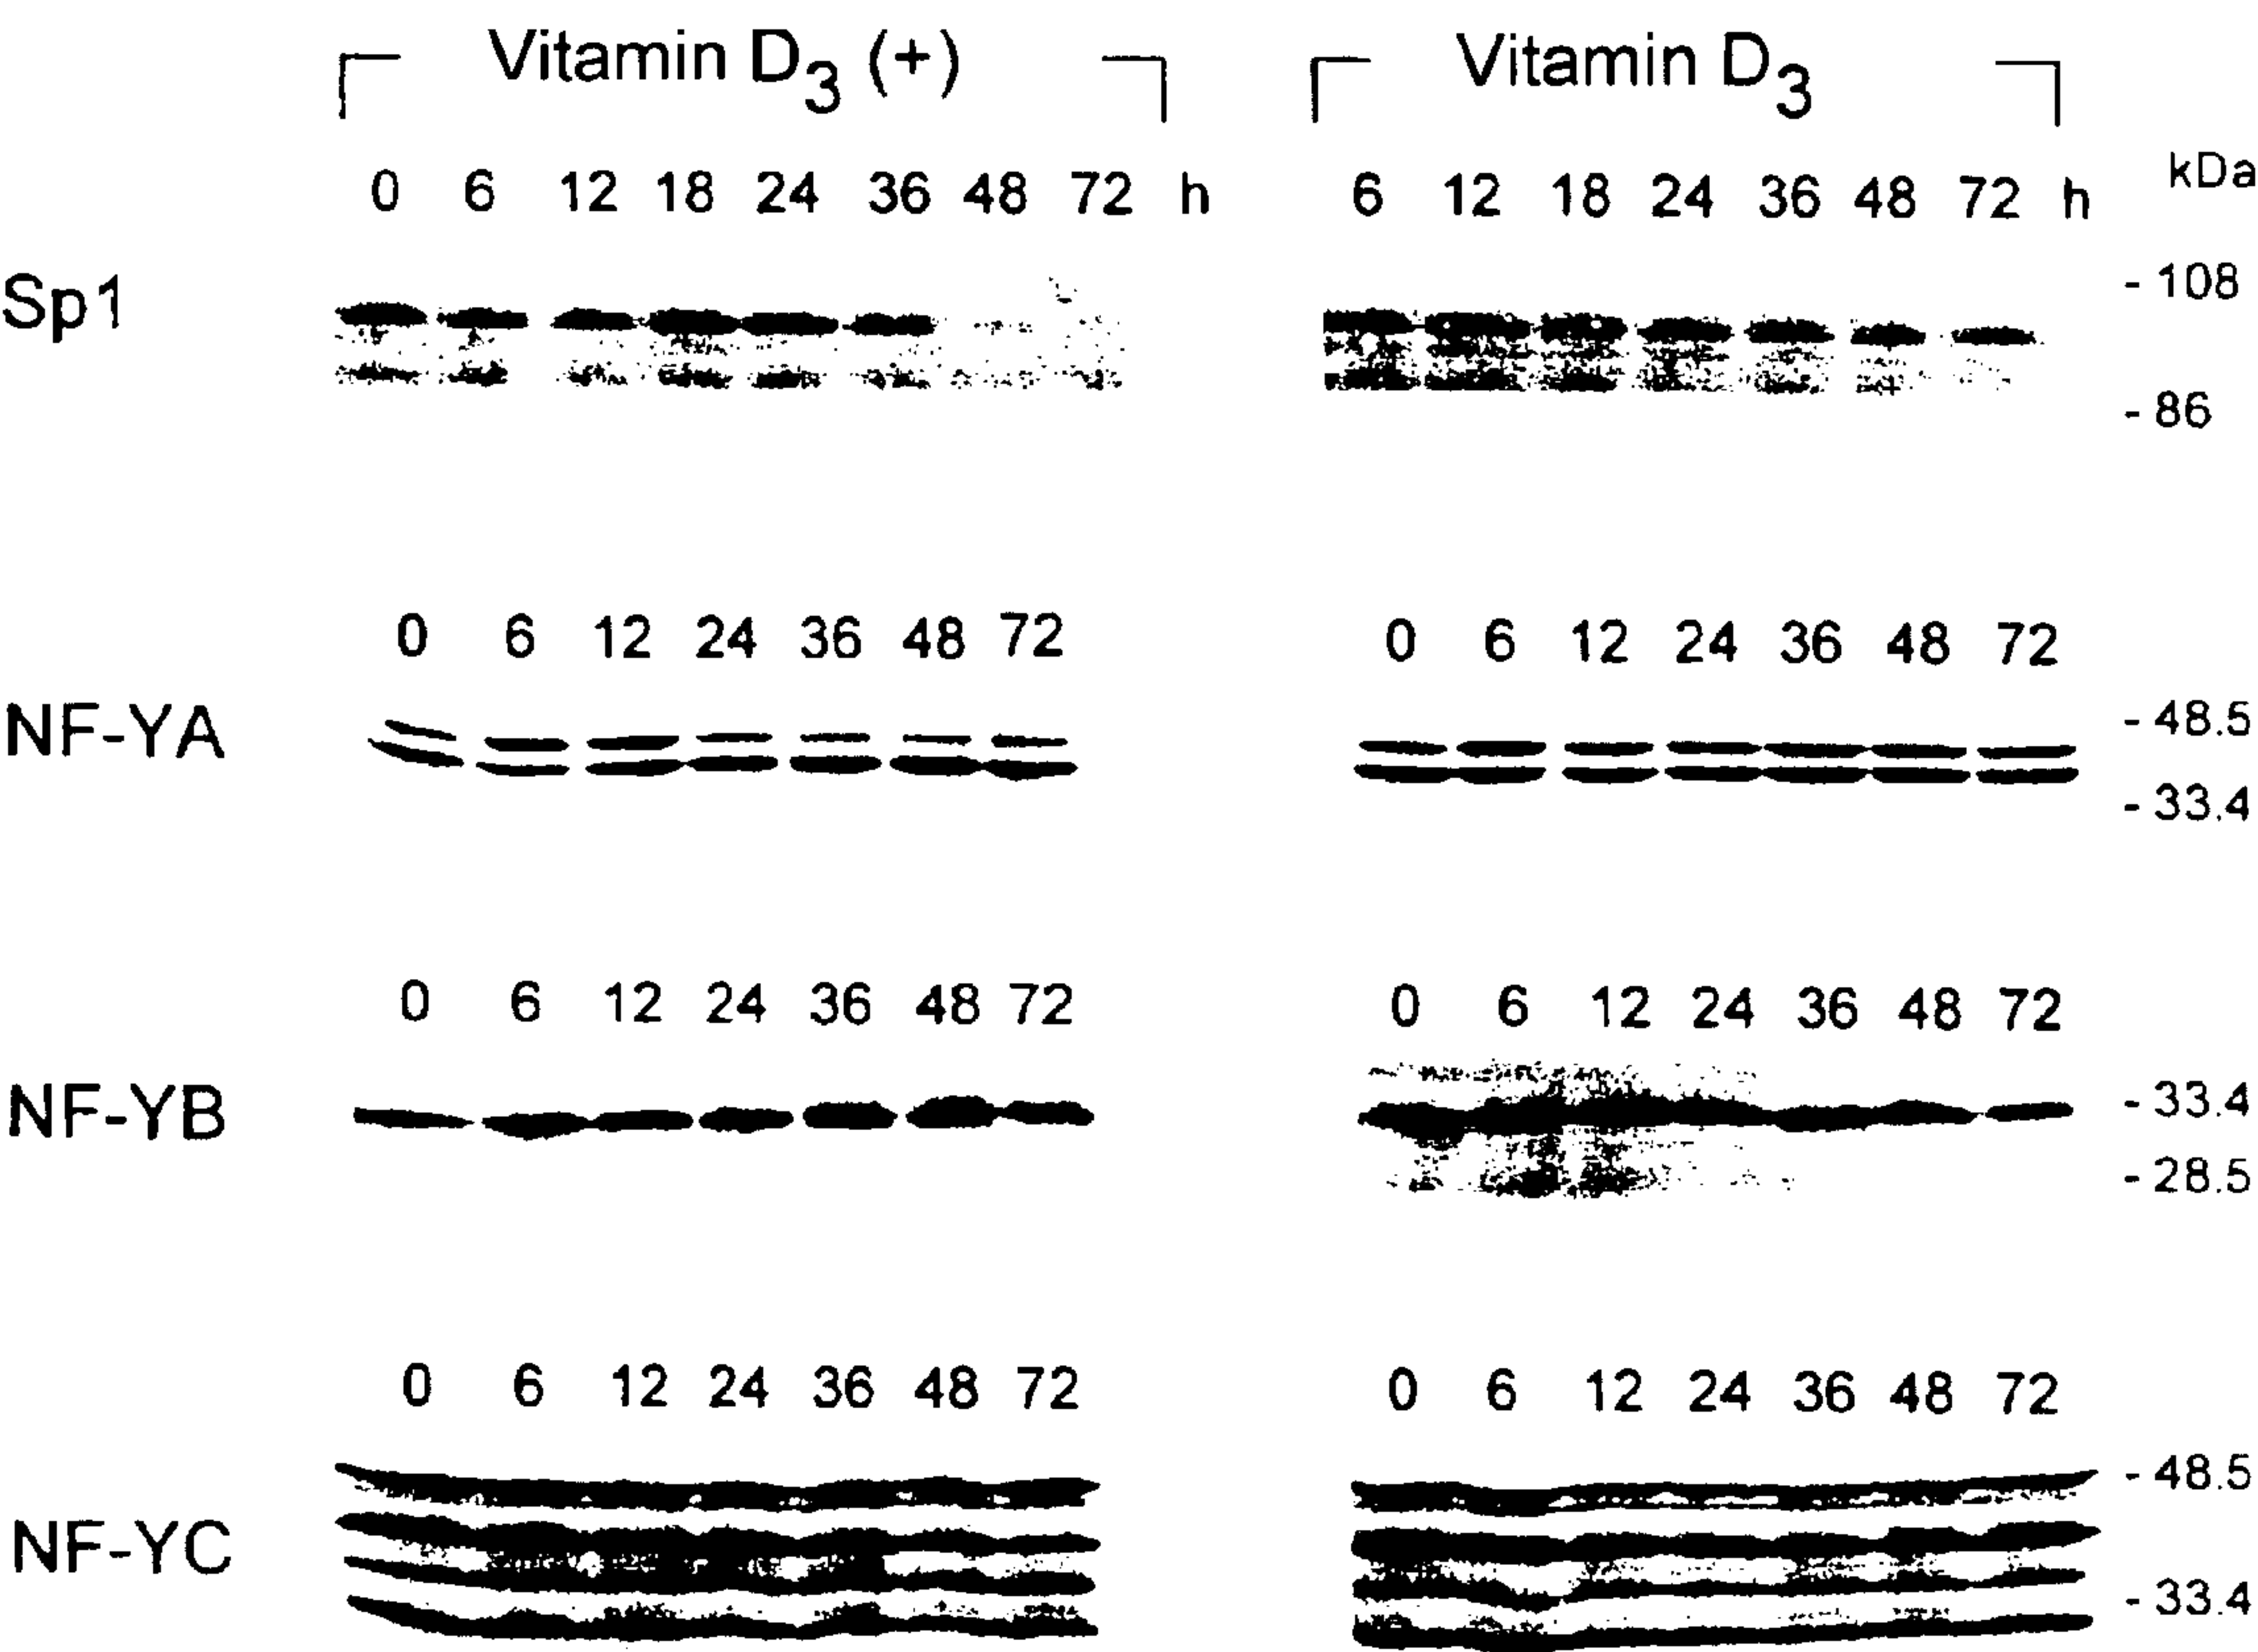 Vitamin D3 (+) Vitamin D3
0 6 12 18 24 36 48 72 h 6 12 18 24 36 48 72 h kDa
Sp1 - 108
- 86
0 6 12 24 36 48 72 0 6 12 24 36 48 72
NF-YA - 48.5
- 33.4
0 6 12 24 36 48 72 0 6 12 24 36 48 72
NF-YB - 33.4
- 28.5
0 6 12 24 36 48 72 0 6 12 24 36 48 72
- 48.5
NF-YC
- 33.4